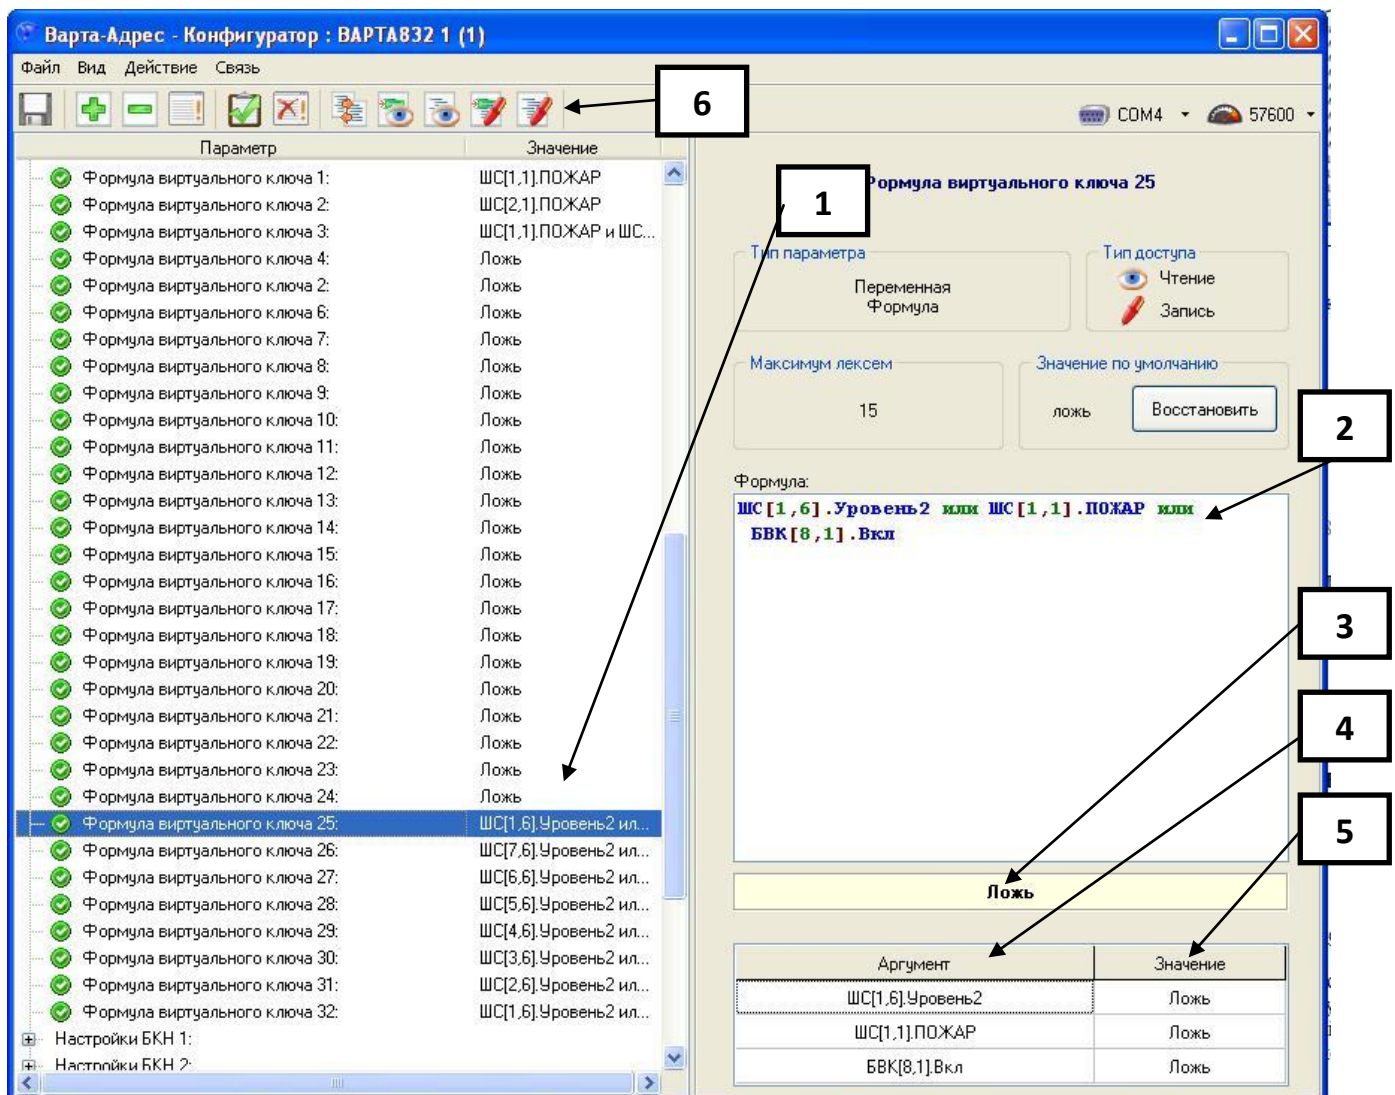 Варта-Адрес - Конфигуратор : ВАРТА832 1 (1)
Файл Вид Действие Связь
6
COM4 57600
Параметр Значение
Формула виртуального ключа 1: ШС[1,1].ПОЖАР
Формула виртуального ключа 2: ШС[2,1].ПОЖАР
Формула виртуального ключа 3: ШС[1,1].ПОЖАР и ШС...
Формула виртуального ключа 4: Ложь
Формула виртуального ключа 2: Ложь
Формула виртуального ключа 6: Ложь
Формула виртуального ключа 7: Ложь
Формула виртуального ключа 8: Ложь
Формула виртуального ключа 9: Ложь
Формула виртуального ключа 10: Ложь
Формула виртуального ключа 11: Ложь
Формула виртуального ключа 12: Ложь
Формула виртуального ключа 13: Ложь
Формула виртуального ключа 14: Ложь
Формула виртуального ключа 15: Ложь
Формула виртуального ключа 16: Ложь
Формула виртуального ключа 17: Ложь
Формула виртуального ключа 18: Ложь
Формула виртуального ключа 19: Ложь
Формула виртуального ключа 20: Ложь
Формула виртуального ключа 21: Ложь
Формула виртуального ключа 22: Ложь
Формула виртуального ключа 23: Ложь
Формула виртуального ключа 24: Ложь
Формула виртуального ключа 25: ШС[1,6].Уровень2 ил...
Формула виртуального ключа 26: ШС[7,6].Уровень2 ил...
Формула виртуального ключа 27: ШС[6,6].Уровень2 ил...
Формула виртуального ключа 28: ШС[5,6].Уровень2 ил...
Формула виртуального ключа 29: ШС[4,6].Уровень2 ил...
Формула виртуального ключа 30: ШС[3,6].Уровень2 ил...
Формула виртуального ключа 31: ШС[2,6].Уровень2 ил...
Формула виртуального ключа 32: ШС[1,6].Уровень2 ил...
Настройки БКН 1:
Настройки БКН 2:
1
Формула виртуального ключа 25
Тип параметра
Переменная
Формула
Тип доступа
Чтение
Запись
Максимум лексем
15
Значение по умолчанию
ложь Восстановить
2
Формула:
ШС[1,6].Уровень2 или ШС[1,1].ПОЖАР или
БВК[8,1].Вкл
3
4
5
Ложь
Аргумент Значение
ШС[1,6].Уровень2 Ложь
ШС[1,1].ПОЖАР Ложь
БВК[8,1].Вкл Ложь